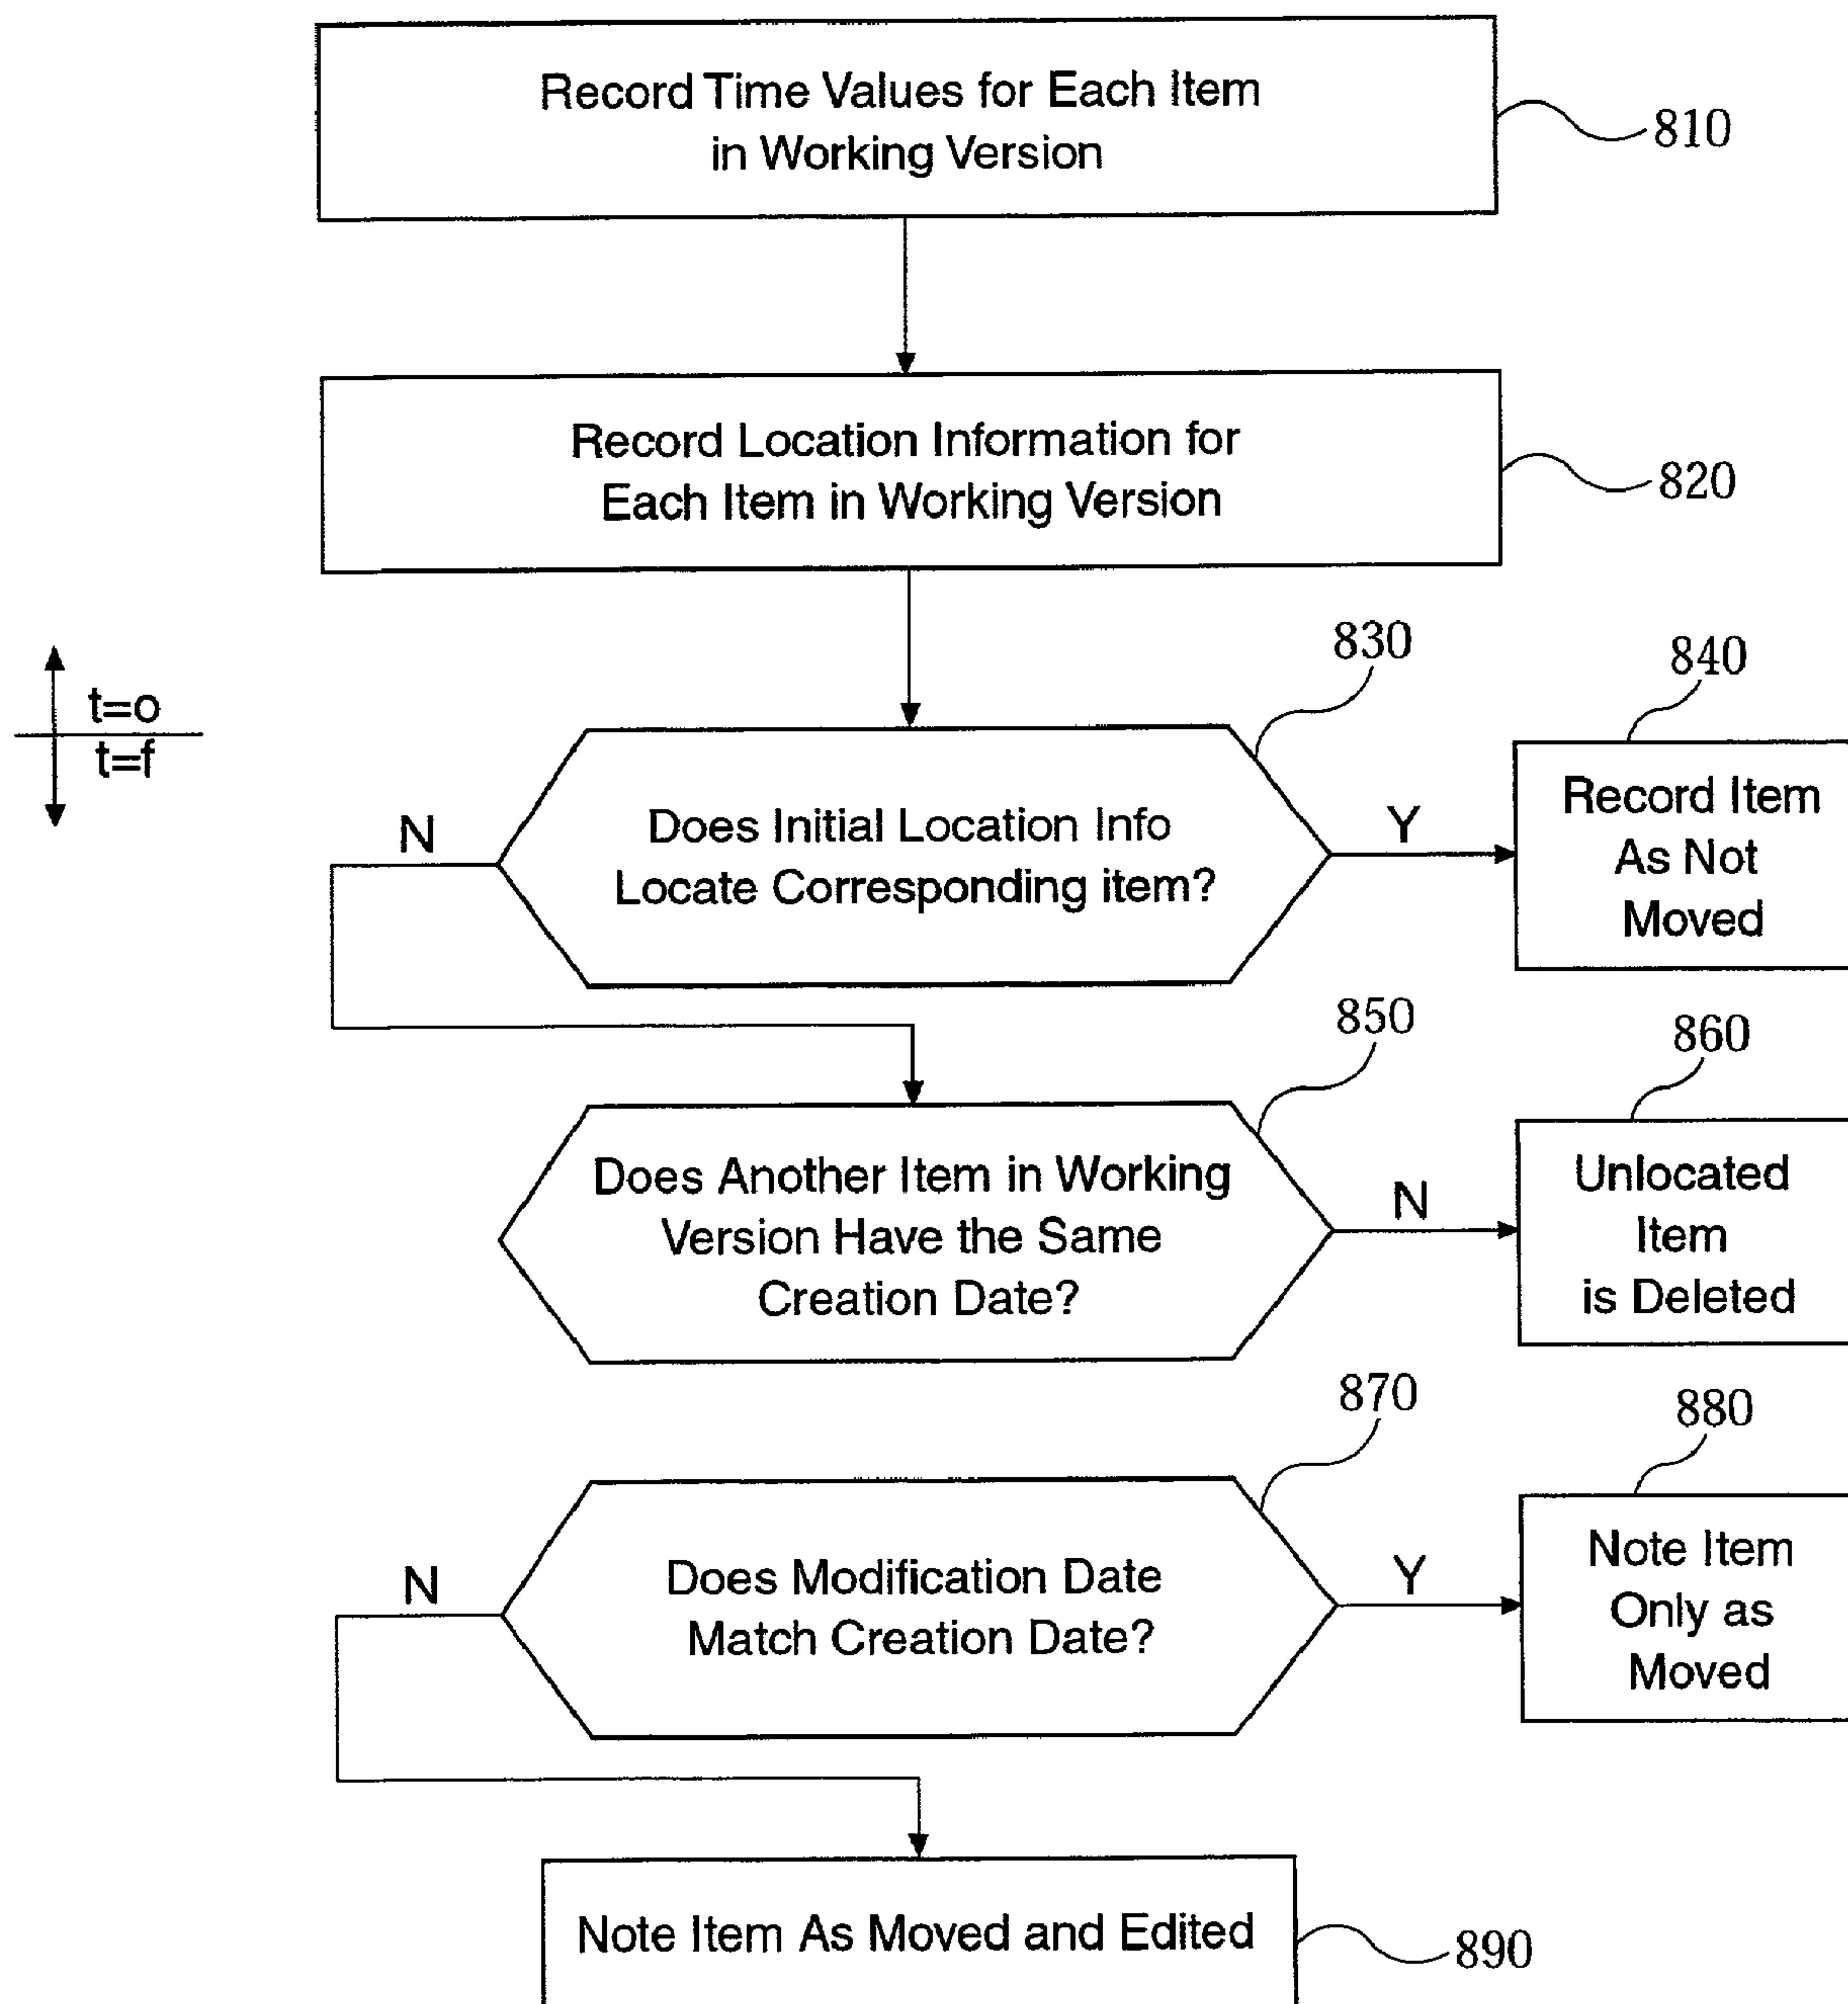 Record Time Values for Each Item
in Working Version
810
Record Location Information for
Each Item in Working Version
820
t=o
t=f
830
Does Initial Location Info
Locate Corresponding item?
N
Y
840
Record Item
As Not
Moved
850
Does Another Item in Working
Version Have the Same
Creation Date?
N
860
Unlocated
Item
is Deleted
870
Does Modification Date
Match Creation Date?
N
Y
880
Note Item
Only as
Moved
Note Item As Moved and Edited
890